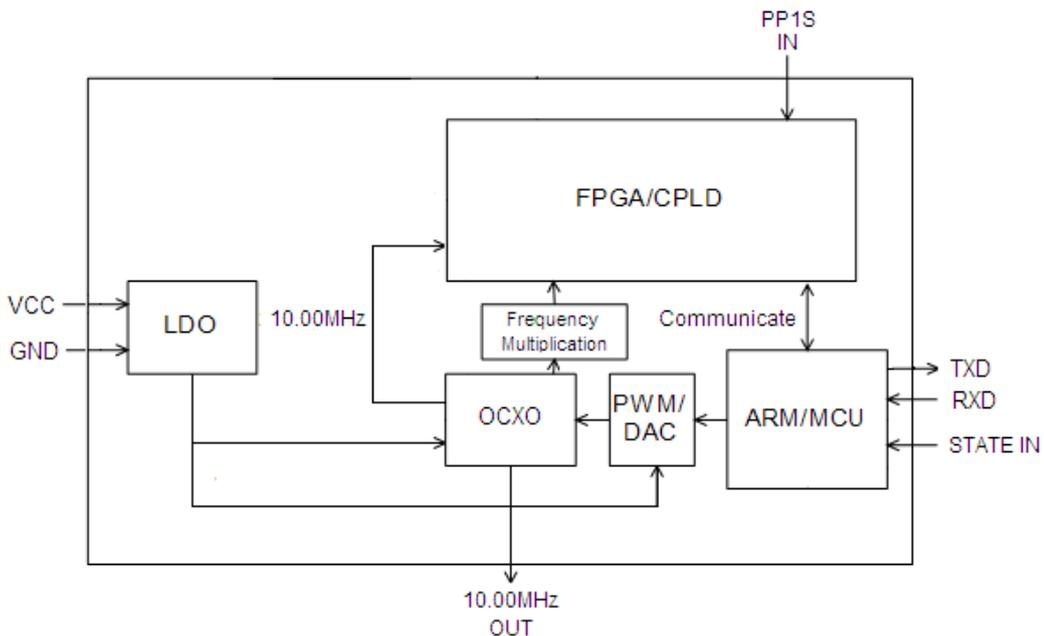 PP1S
IN
FPGA/CPLD
VCC
GND
LDO
10.00MHz
Frequency
Multiplication
Communicate
OCXO
PWM/
DAC
ARM/MCU
TXD
RXD
STATE IN
10.00MHz
OUT